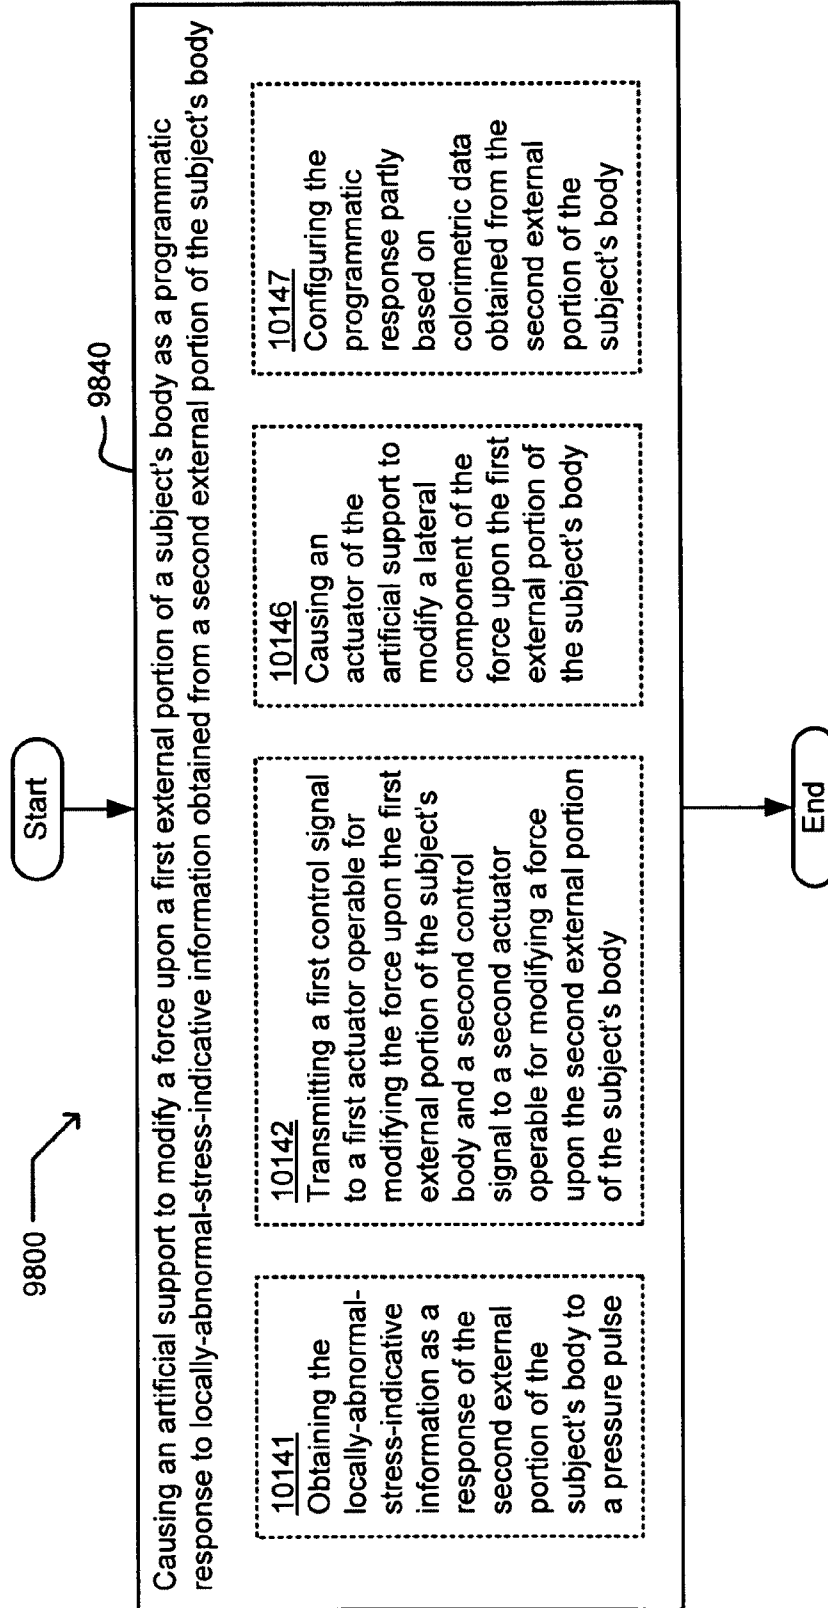 9800
Start
9840
Causing an artificial support to modify a force upon a first external portion of a subject's body as a programmatic
response to locally-abnormal-stress-indicative information obtained from a second external portion of the subject's body
10141
Obtaining the
locally-abnormal-
stress-indicative
information as a
response of the
second external
portion of the
subject's body to
a pressure pulse
10142
Transmitting a first control signal
to a first actuator operable for
modifying the force upon the first
external portion of the subject's
body and a second control
signal to a second actuator
operable for modifying a force
upon the second external portion
of the subject's body
10146
Causing an
actuator of the
artificial support to
modify a lateral
component of the
force upon the first
external portion of
the subject's body
10147
Configuring the
programmatic
response partly
based on
colorimetric data
obtained from the
second external
portion of the
subject's body
End